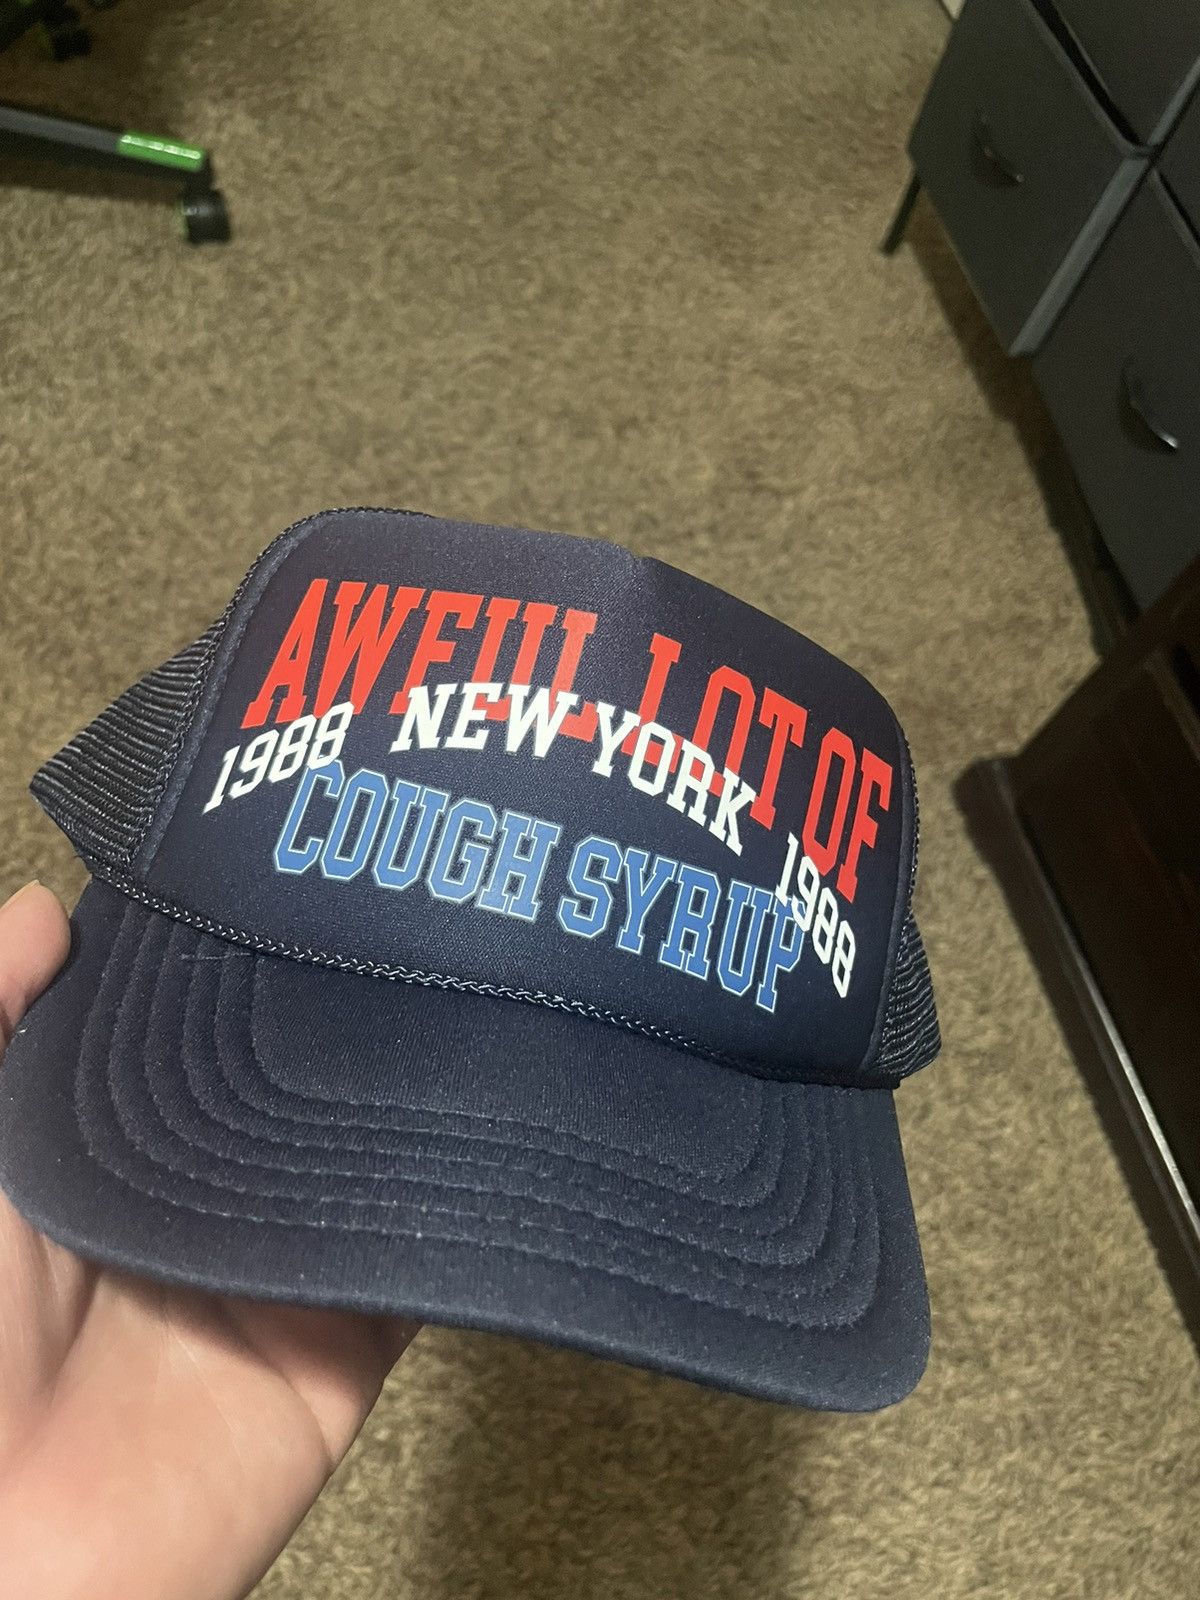 AWFUL LOT OF
1988 NEW YORK 1988
COUGH SYRUP